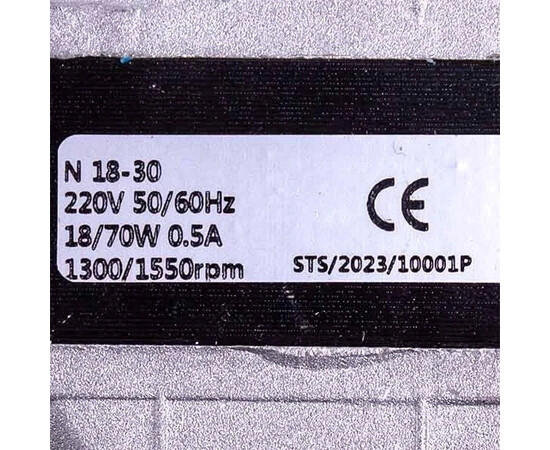 N 18-30
220V 50/60Hz
18/70W 0.5A
1300/1550rpm
CE
STS/2023/10001P